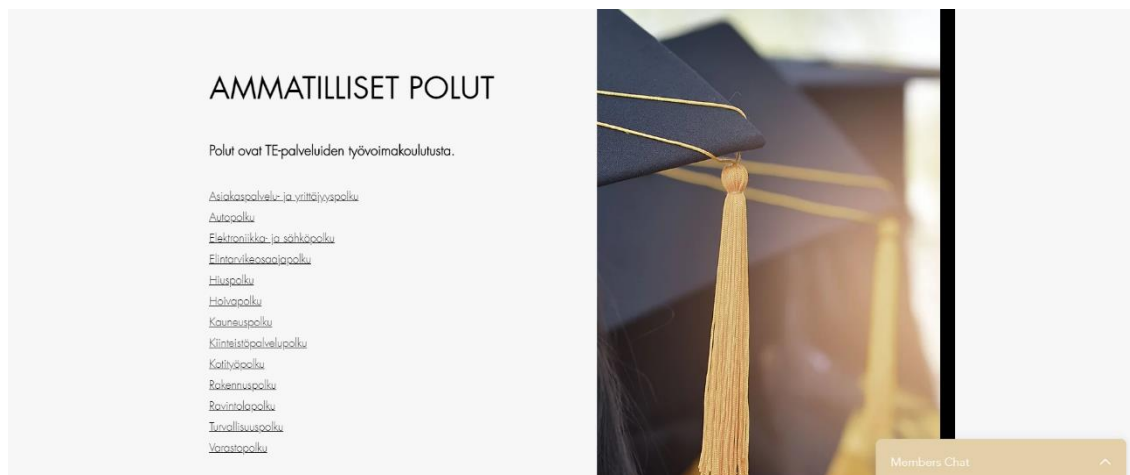 AMMATILLISET POLUT
Polut ovat TE-palveluiden työvoimakoulutusta.
Asiakaspalvelu- ja yrittäjyyspolku
Autopolku
Elektroniikka- ja sähköpolku
Elintarvikeosaajapolku
Hiuspolku
Hoivapolku
Kauneuspolku
Kiinteistöpalvelupolku
Kotityöpolku
Rakennuspolku
Ravintolapolku
Turvallisuuspolku
Varastopolku
Members Chat